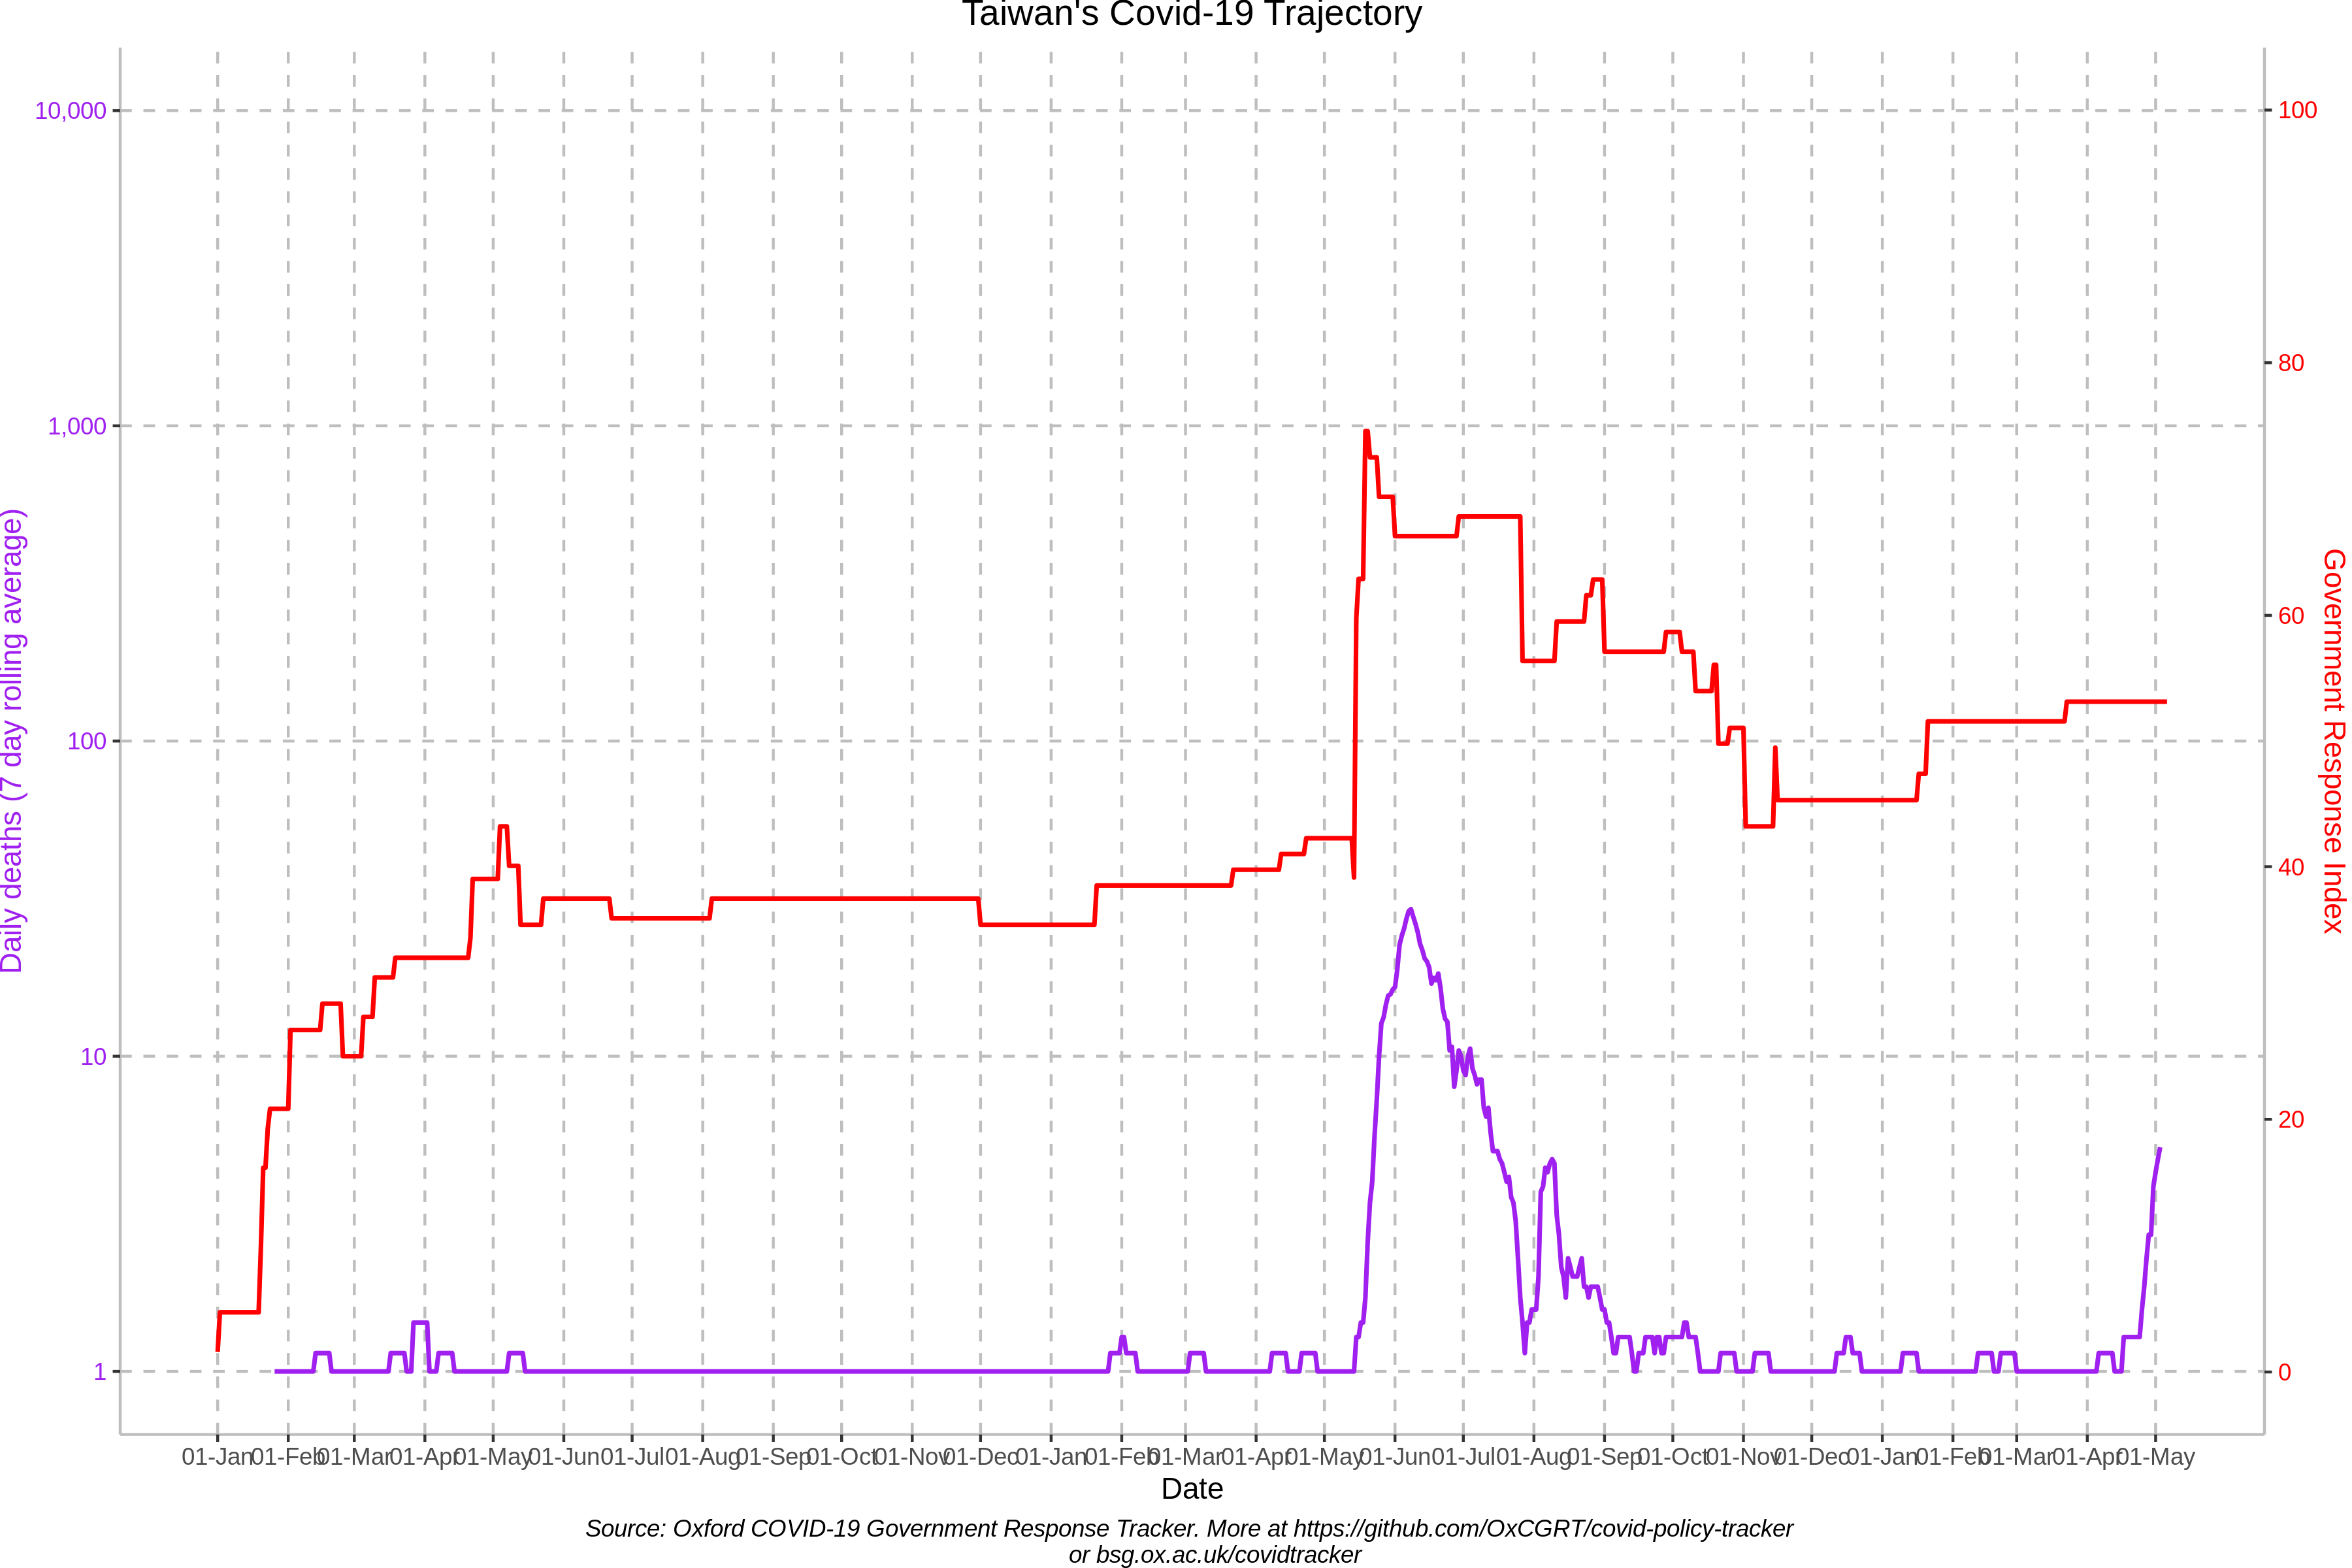 Taiwan's Covid-19 Trajectory
10,000
1,000
100
10
1
Daily deaths (7 day rolling average)
100
80
60
40
20
0
Government Response Index
01-Jan 01-Feb 01-Mar 01-Apr 01-May 01-Jun 01-Jul 01-Aug 01-Sep 01-Oct 01-Nov 01-Dec 01-Jan 01-Feb 01-Mar 01-Apr 01-May 01-Jun 01-Jul 01-Aug 01-Sep 01-Oct 01-Nov 01-Dec 01-Jan 01-Feb 01-Mar 01-Apr 01-May
Date
Source: Oxford COVID-19 Government Response Tracker. More at https://github.com/OxCGRT/covid-policy-tracker
or bsg.ox.ac.uk/covidtracker